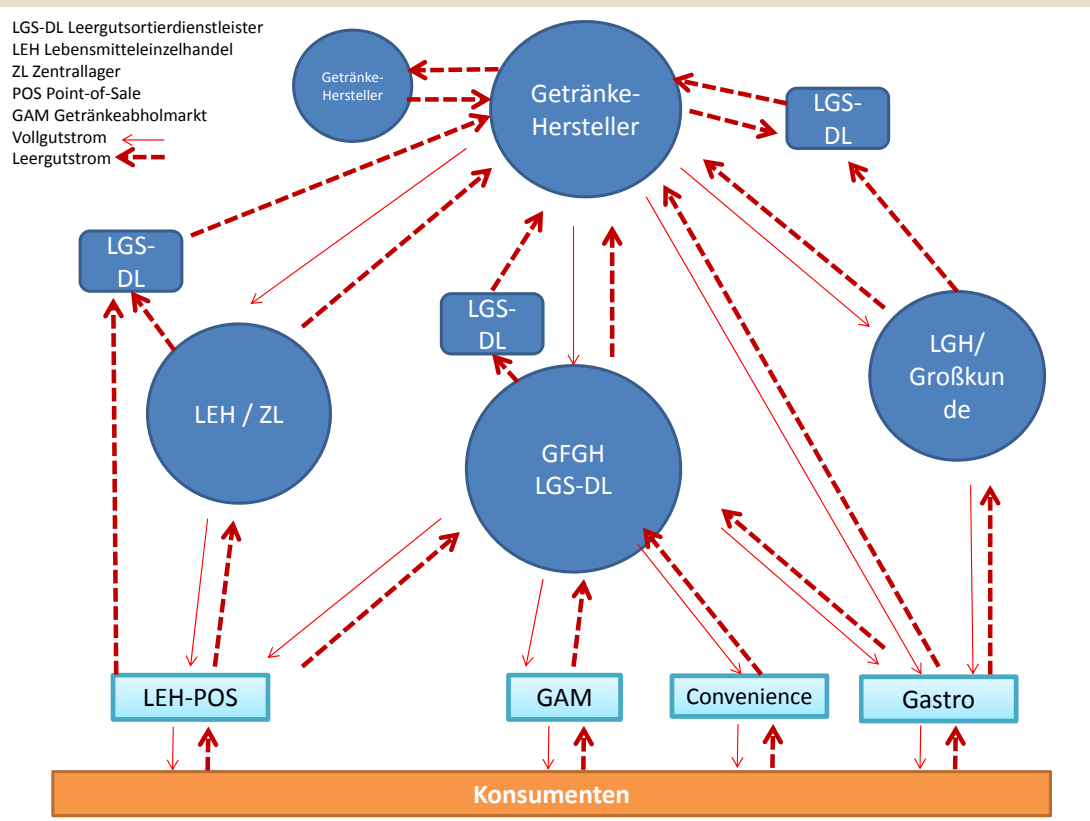 LGS-DL Leergutsortierdienstleister
LEH Lebensmitteleinzelhandel
ZL Zentrallager
POS Point-of-Sale
GAM Getränkeabholmarkt
Vollgutstrom
Leergutstrom
Getränke-
Hersteller
Getränke-
Hersteller
LGS-
DL
LGS-
DL
LGS-
DL
LGH/
Großkun
de
LEH / ZL
GFGH
LGS-DL
LEH-POS
GAM
Convenience
Gastro
Konsumenten